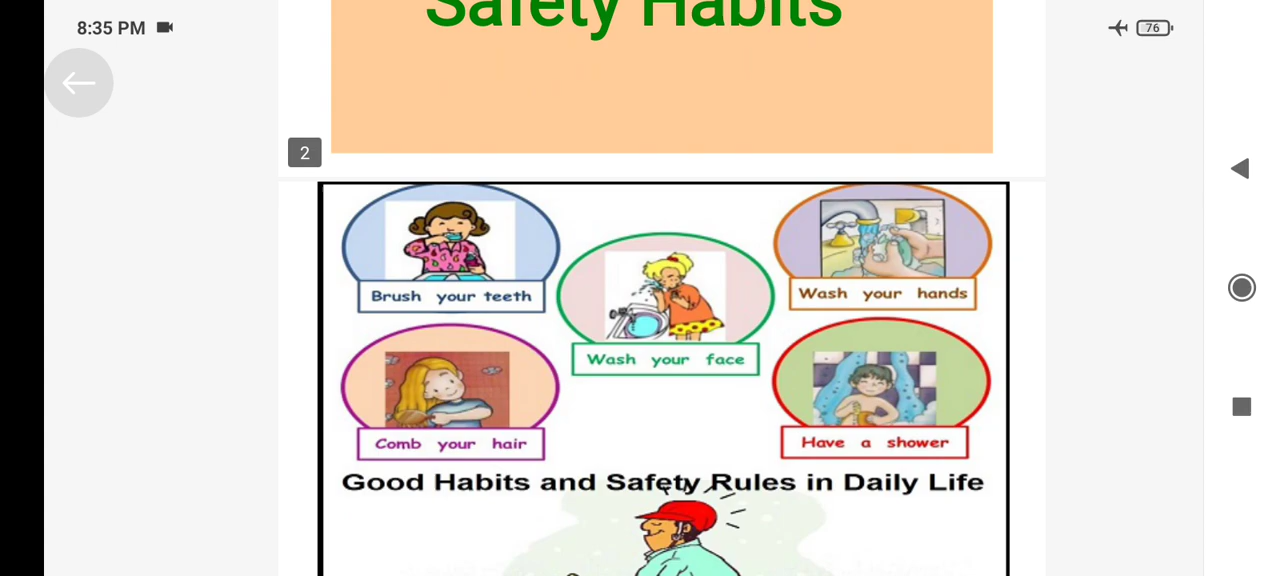 8:35 PM
76
Safety Habits
2
Brush your teeth
Wash your hands
Wash your face
Comb your hair
Have a shower
Good Habits and Safety Rules in Daily Life